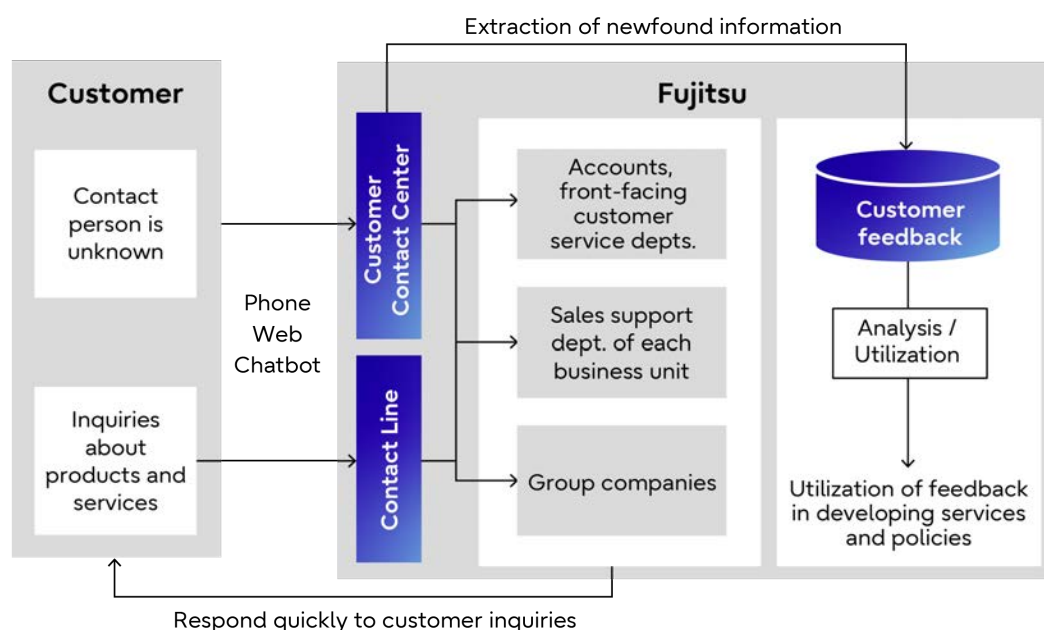 Extraction of newfound information
Customer
Fujitsu
Contact
person is
unknown
Phone
Web
Chatbot
Inquiries
about
products and
services
Customer
Contact Center
Contact Line
Accounts,
front-facing
customer
service depts.
Sales support
dept. of each
business unit
Group companies
Customer
feedback
Analysis /
Utilization
Utilization of feedback
in developing services
and policies
Respond quickly to customer inquiries